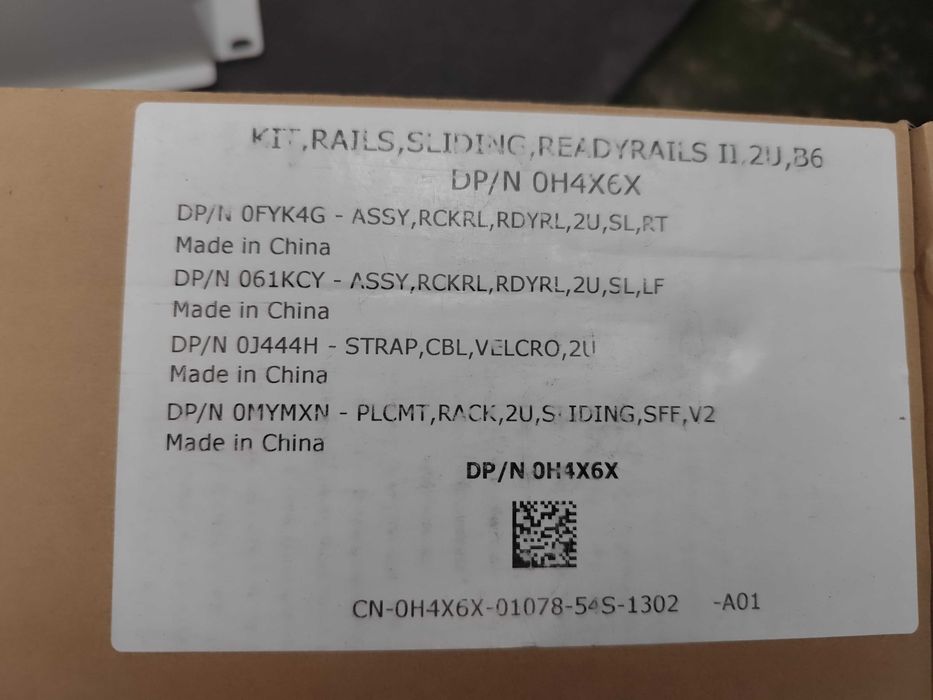 KIT,RAILS,SLIDING,READYRAILS II,2U,B6
DP/N 0H4X6X
DP/N 0FYK4G - ASSY,RCKRL,RDYRL,2U,SL,RT
Made in China
DP/N 061KCY - ASSY,RCKRL,RDYRL,2U,SL,LF
Made in China
DP/N 0J444H - STRAP,CBL,VELCRO,2U
Made in China
DP/N 0MYMXN - PLCMT,RACK,2U,SLIDING,SFF,V2
Made in China
DP/N 0H4X6X
CN-0H4X6X-01078-54S-1302 -A01